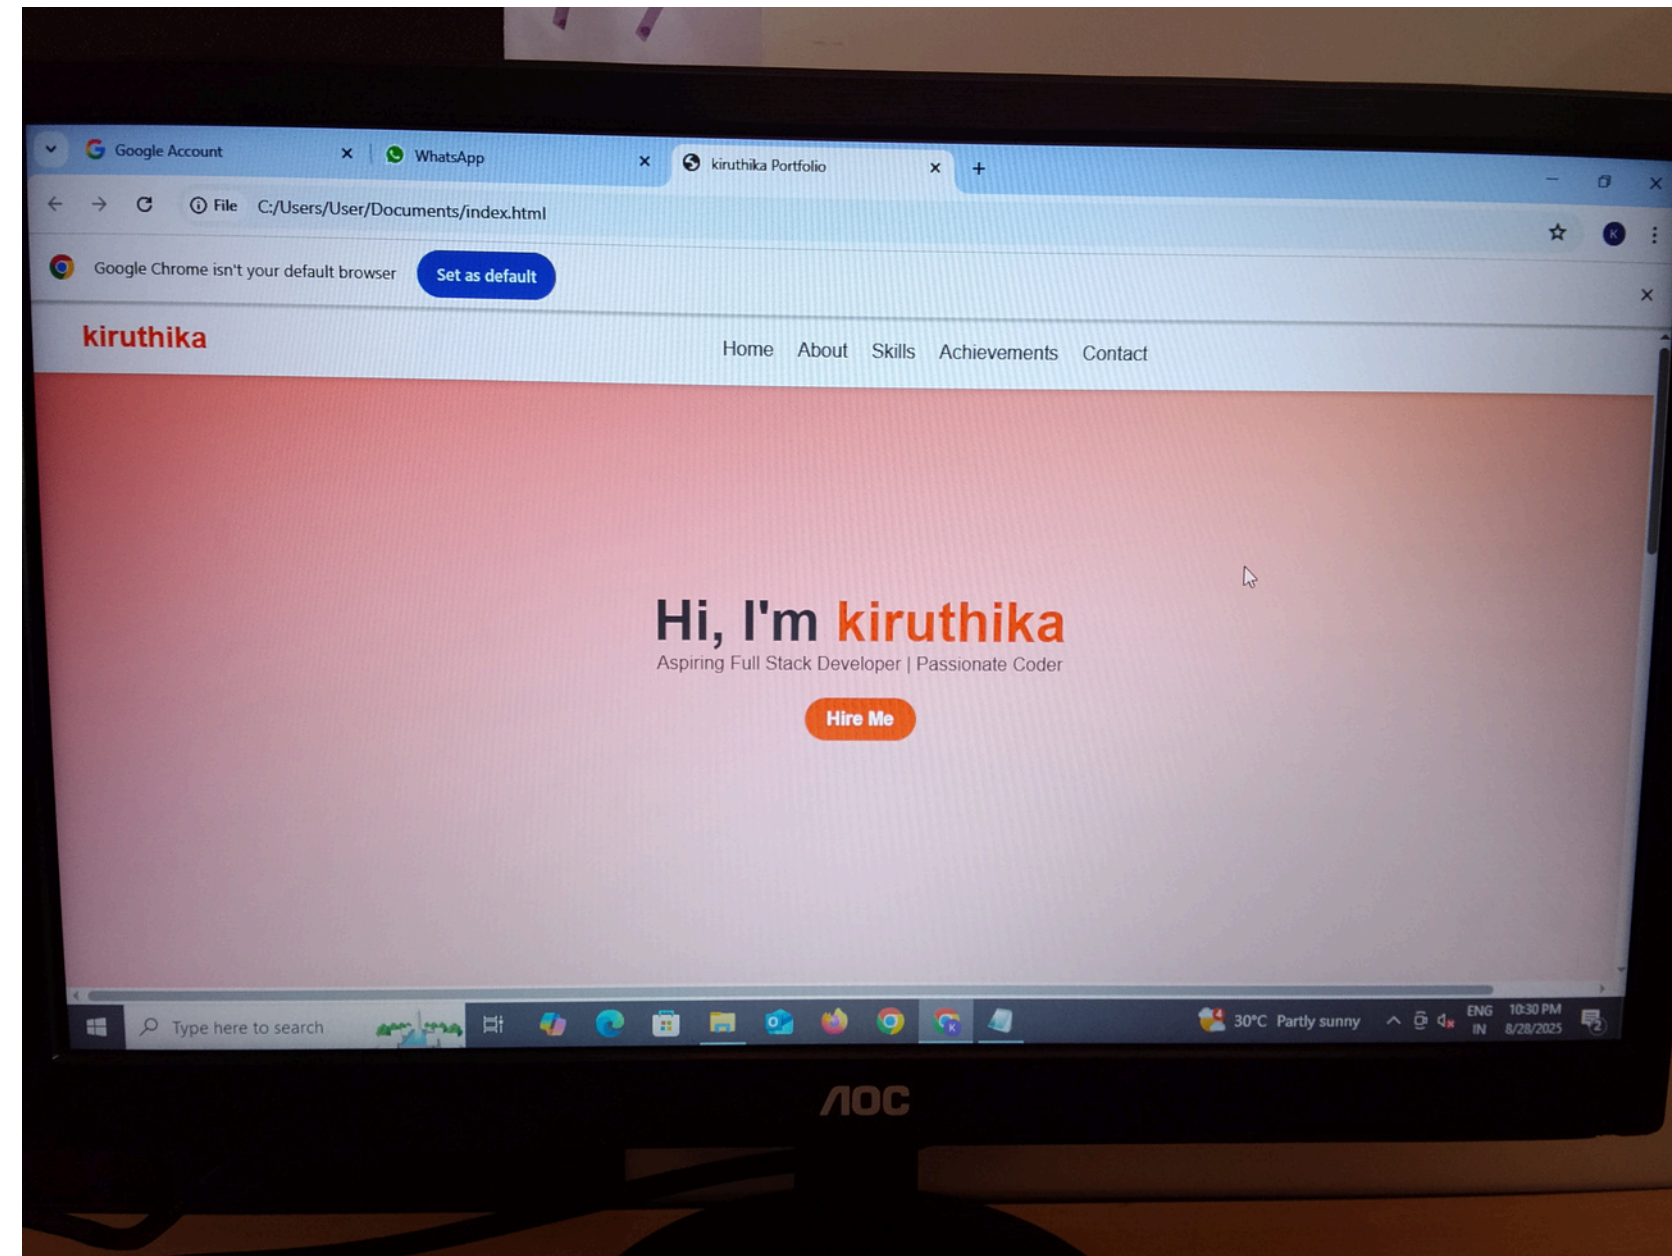 Google Account
WhatsApp
kiruthika Portfolio
File C:/Users/User/Documents/index.html
K
Google Chrome isn't your default browser Set as default
kiruthika
Home About Skills Achievements Contact
Hi, I'm kiruthika
Aspiring Full Stack Developer | Passionate Coder
Hire Me
Type here to search
4
30°C Partly sunny
ENG
IN
10:30 PM
8/28/2025
2
AOC